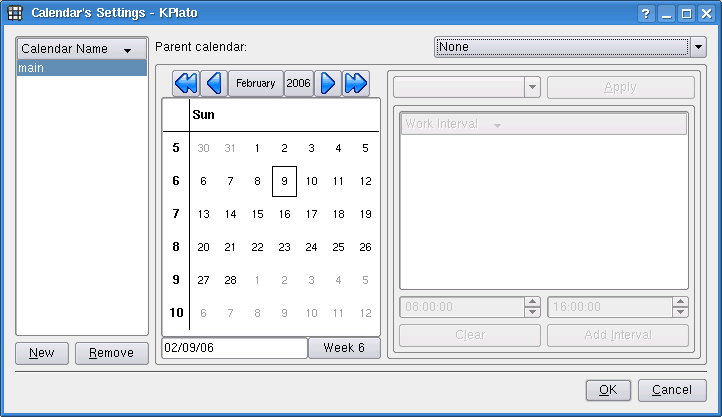 Calendar's Settings - KPlato
Calendar Name
main
New Remove
Parent calendar: None
February 2006
Sun
5 30 31 1 2 3 4 5
6 6 7 8 9 10 11 12
7 13 14 15 16 17 18 19
8 20 21 22 23 24 25 26
9 27 28 1 2 3 4 5
10 6 7 8 9 10 11 12
02/09/06 Week 6
Apply
Work Interval
08:00:00 16:00:00
Clear Add Interval
OK Cancel